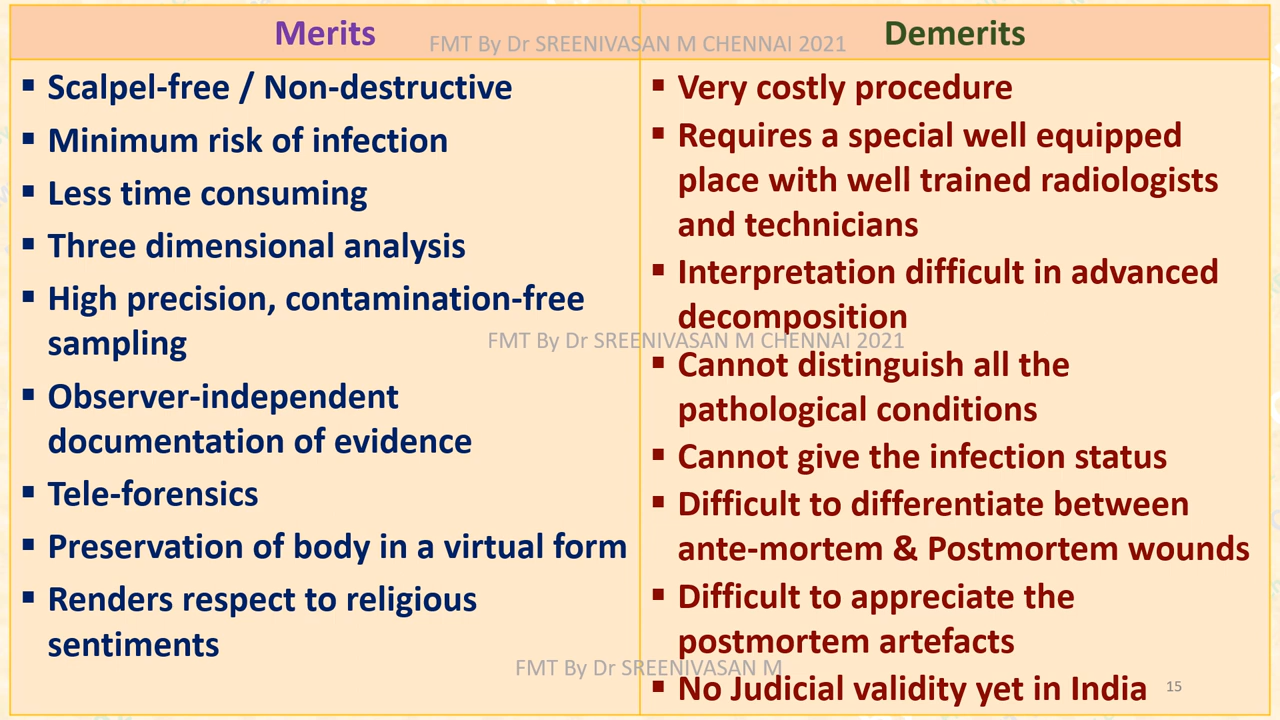 Merits
FMT By Dr SREENIVASAN M CHENNAI 2021
Demerits
▪ Scalpel-free / Non-destructive
▪ Minimum risk of infection
▪ Less time consuming
▪ Three dimensional analysis
▪ High precision, contamination-free
sampling
▪ Observer-independent
documentation of evidence
▪ Tele-forensics
▪ Preservation of body in a virtual form
▪ Renders respect to religious
sentiments
▪ Very costly procedure
▪ Requires a special well equipped
place with well trained radiologists
and technicians
▪ Interpretation difficult in advanced
decomposition
FMT By Dr SREENIVASAN M CHENNAI 2021
▪ Cannot distinguish all the
pathological conditions
▪ Cannot give the infection status
▪ Difficult to differentiate between
ante-mortem & Postmortem wounds
▪ Difficult to appreciate the
postmortem artefacts
FMT By Dr SREENIVASAN M
▪ No Judicial validity yet in India
15